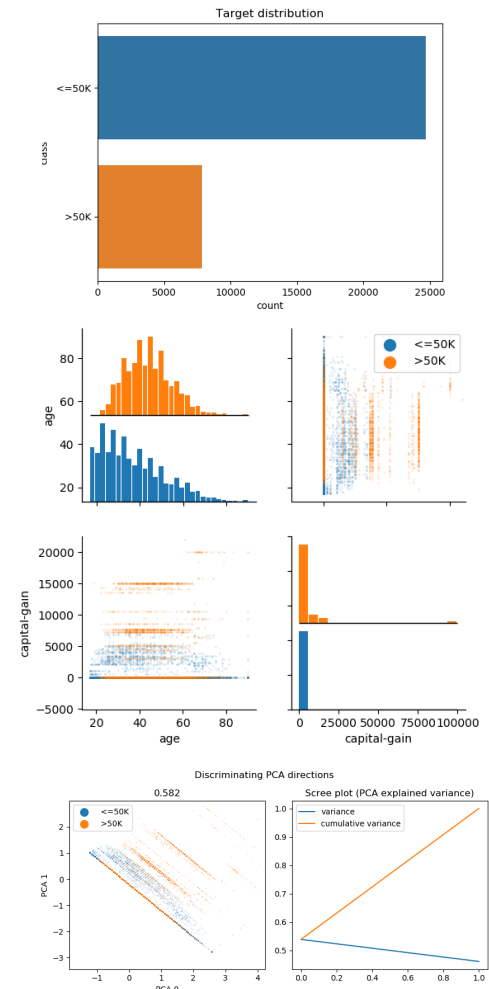 Target distribution
<=50K
class
>50K
0 5000 10000 15000 20000 25000
count
80
60
40
20
age
<=50K
>50K
20000
15000
10000
5000
0
−5000
capital-gain
20 40 60 80
age
0 25000 50000 75000 100000
capital-gain
Discriminating PCA directions
0.582
<=50K
>50K
2
1
0
−1
−2
−3
PCA 1
−1 0 1 2 3 4
PCA 0
Scree plot (PCA explained variance)
variance
cumulative variance
1.0
0.9
0.8
0.7
0.6
0.5
0.0 0.2 0.4 0.6 0.8 1.0